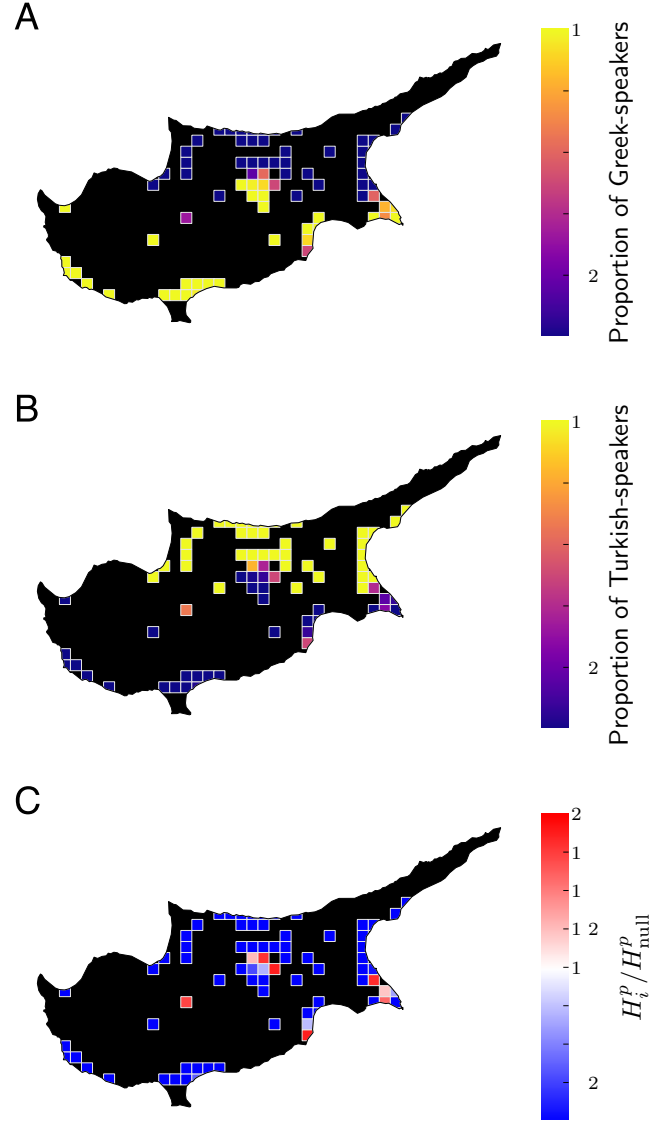 A
1
2
Proportion of Greek-speakers
B
1
2
Proportion of Turkish-speakers
C
2
1
1
1 2
1
2
H_i^p/H_null^p